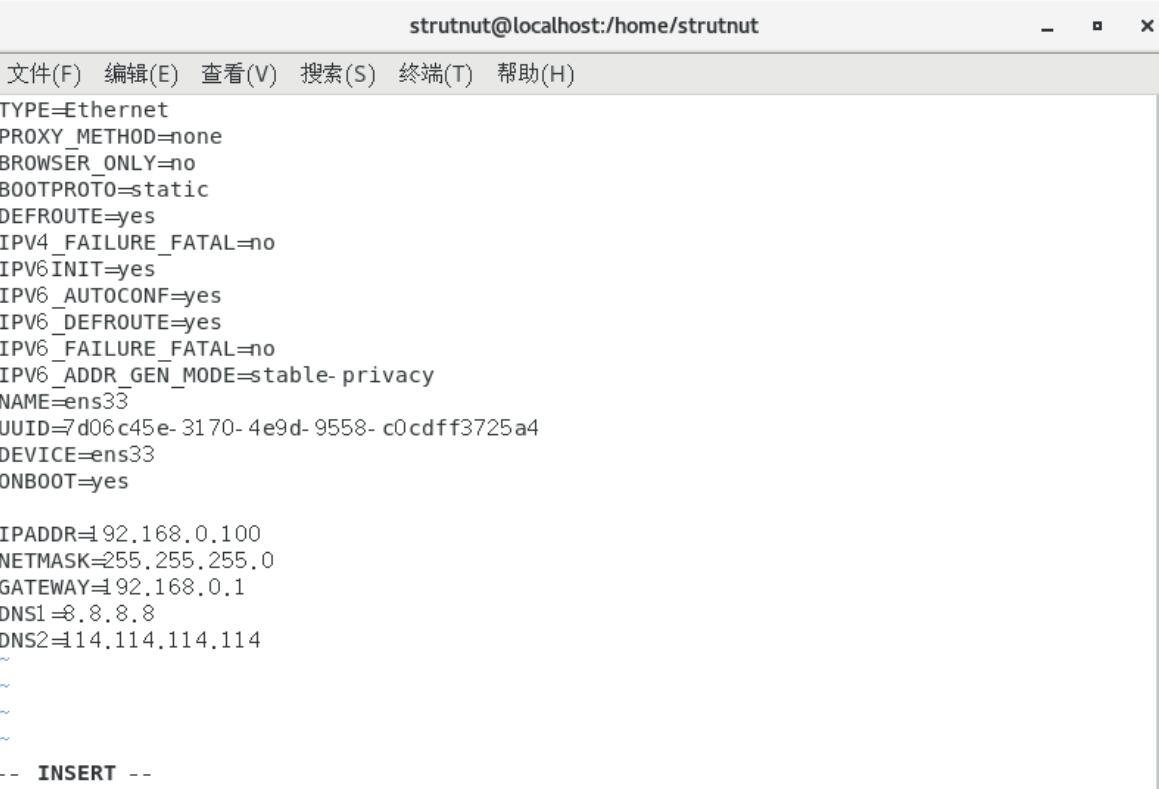 strutnut@localhost:/home/strutnut
文件(F) 编辑(E) 查看(V) 搜索(S) 终端(T) 帮助(H)
TYPE=Ethernet
PROXY_METHOD=none
BROWSER_ONLY=no
BOOTPROTO=static
DEFROUTE=yes
IPV4_FAILURE_FATAL=no
IPV6INIT=yes
IPV6_AUTOCONF=yes
IPV6_DEFROUTE=yes
IPV6_FAILURE_FATAL=no
IPV6_ADDR_GEN_MODE=stable-privacy
NAME=ens33
UUID=7d06c45e-3170-4e9d-9558-c0cdff3725a4
DEVICE=ens33
ONBOOT=yes
IPADDR=192.168.0.100
NETMASK=255.255.255.0
GATEWAY=192.168.0.1
DNS1=8.8.8.8
DNS2=114.114.114.114
~
~
~
~
-- INSERT --